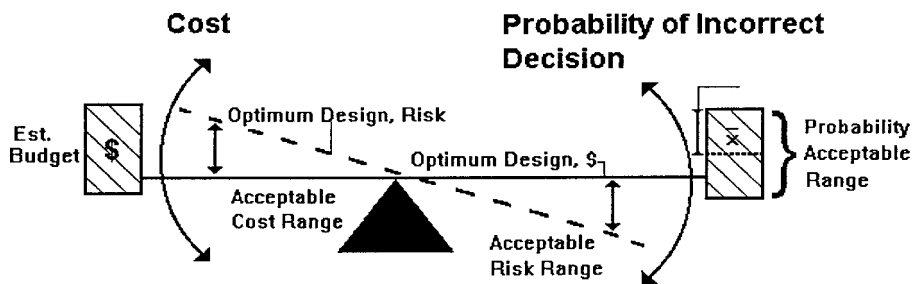 Cost
Probability of Incorrect
Decision
Est.
Budget
$
Optimum Design, Risk
Optimum Design, $
x̄
Probability
Acceptable
Range
Acceptable
Cost Range
Acceptable
Risk Range